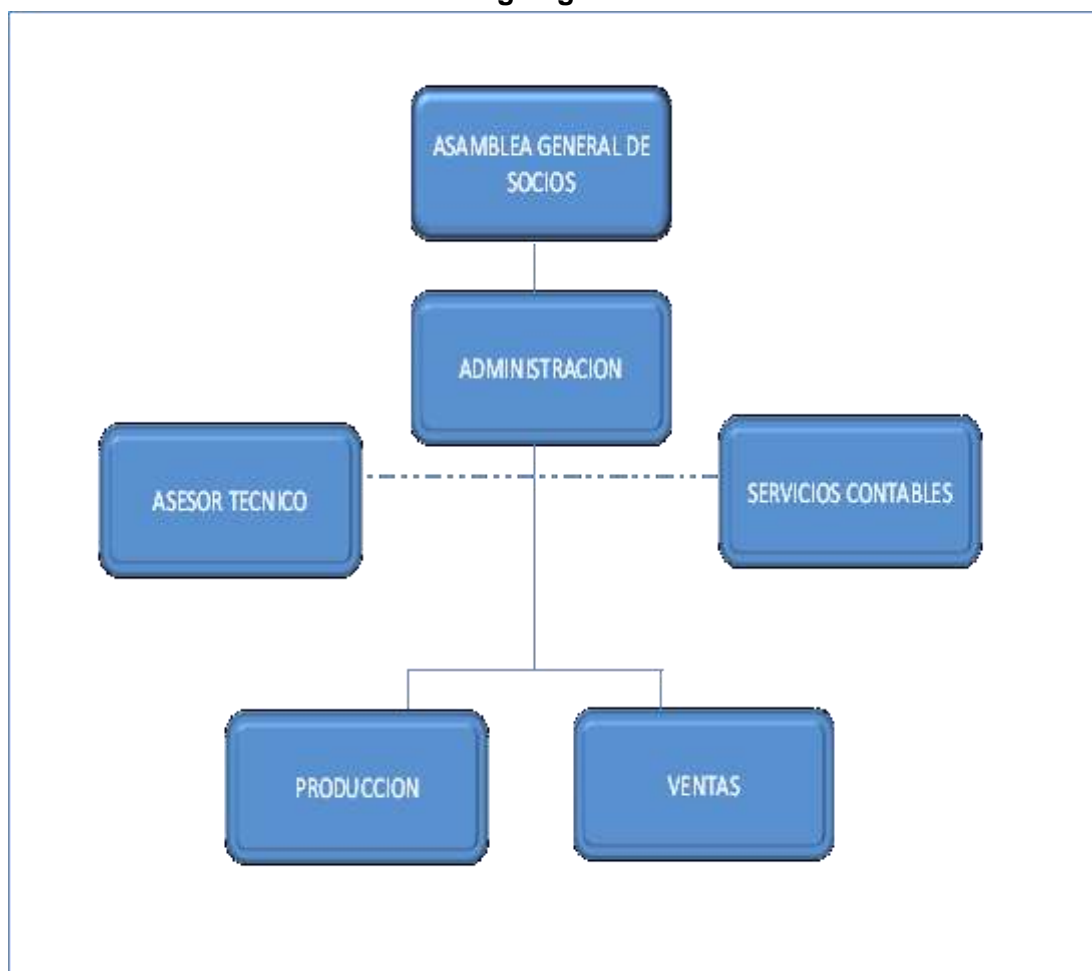 ASAMBLEA GENERAL DE
SOCIOS
ADMINISTRACION
ASESOR TECNICO
SERVICIOS CONTABLES
PRODUCCION
VENTAS